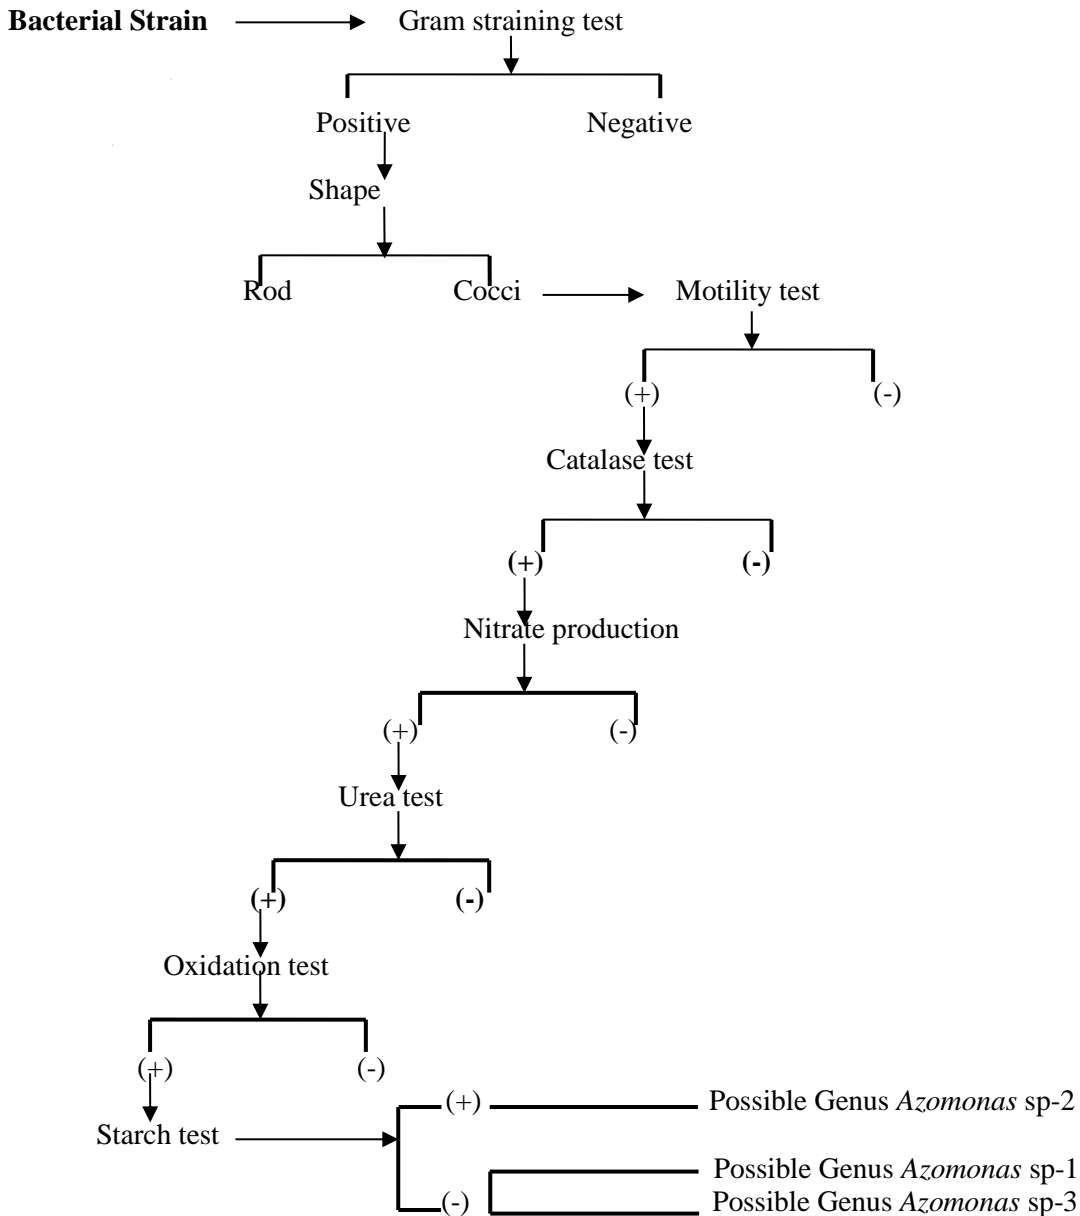 Bacterial Strain Gram straining test
Positive Negative
Shape
Rod Cocci Motility test
(+) (-)
Catalase test
(+) (-)
Nitrate production
(+) (-)
Urea test
(+) (-)
Oxidation test
(+) (-)
(+) Possible Genus Azomonas sp-2
Starch test
Possible Genus Azomonas sp-1
(-) Possible Genus Azomonas sp-3